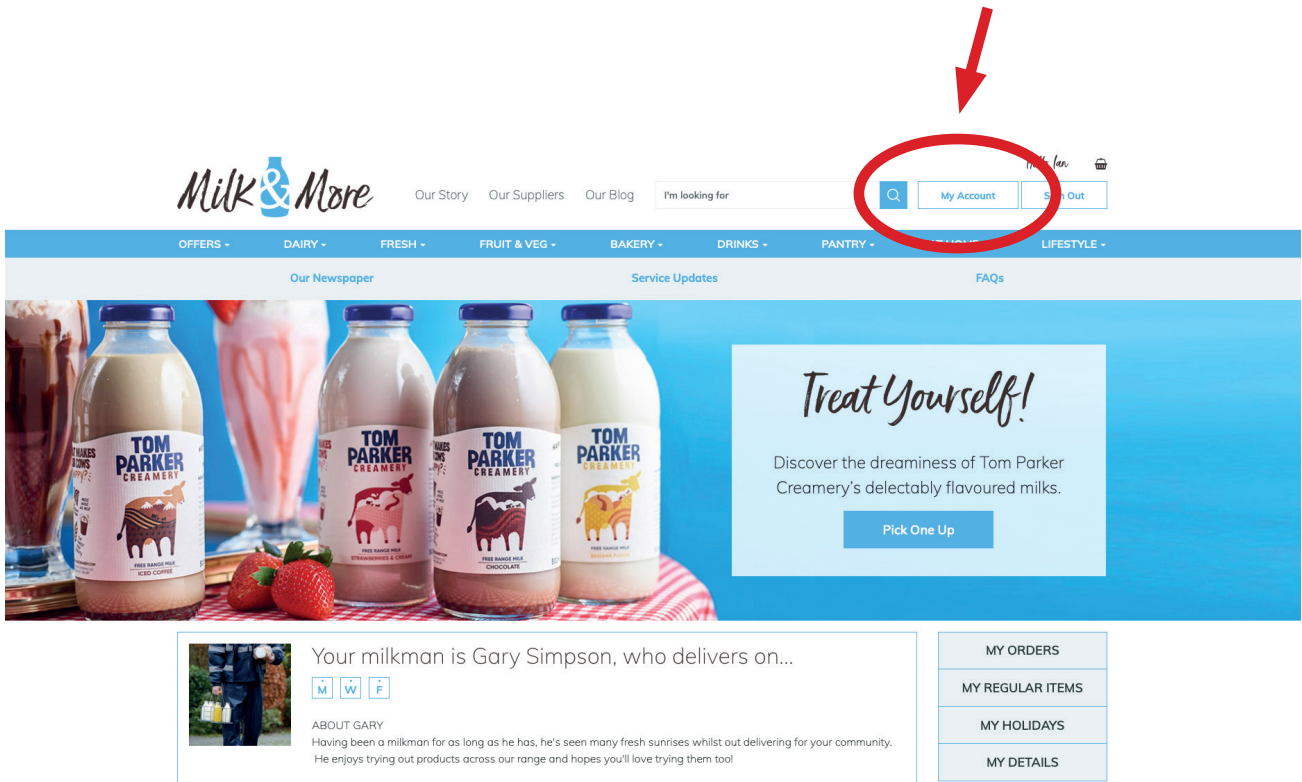 Milk & More
Our Story Our Suppliers Our Blog
I'm looking for
Ian
My Account
Out
OFFERS DAIRY FRESH FRUIT & VEG BAKERY DRINKS PANTRY LIFESTYLE
Our Newspaper Service Updates FAQs
TOM
PARKER
CREAMERY
FREE RANGE MILK
ICED COFFEE
TOM
PARKER
CREAMERY
FREE RANGE MILK
STRAWBERRIES & CREAM
TOM
PARKER
CREAMERY
FREE RANGE MILK
CHOCOLATE
TOM
PARKER
CREAMERY
FREE RANGE MILK
Treat Yourself!
Discover the dreaminess of Tom Parker
Creamery's delectably flavoured milks.
Pick One Up
Your milkman is Gary Simpson, who delivers on...
M W F
ABOUT GARY
Having been a milkman for as long as he has, he's seen many fresh sunrises whilst out delivering for your community.
He enjoys trying out products across our range and hopes you'll love trying them too!
MY ORDERS
MY REGULAR ITEMS
MY HOLIDAYS
MY DETAILS